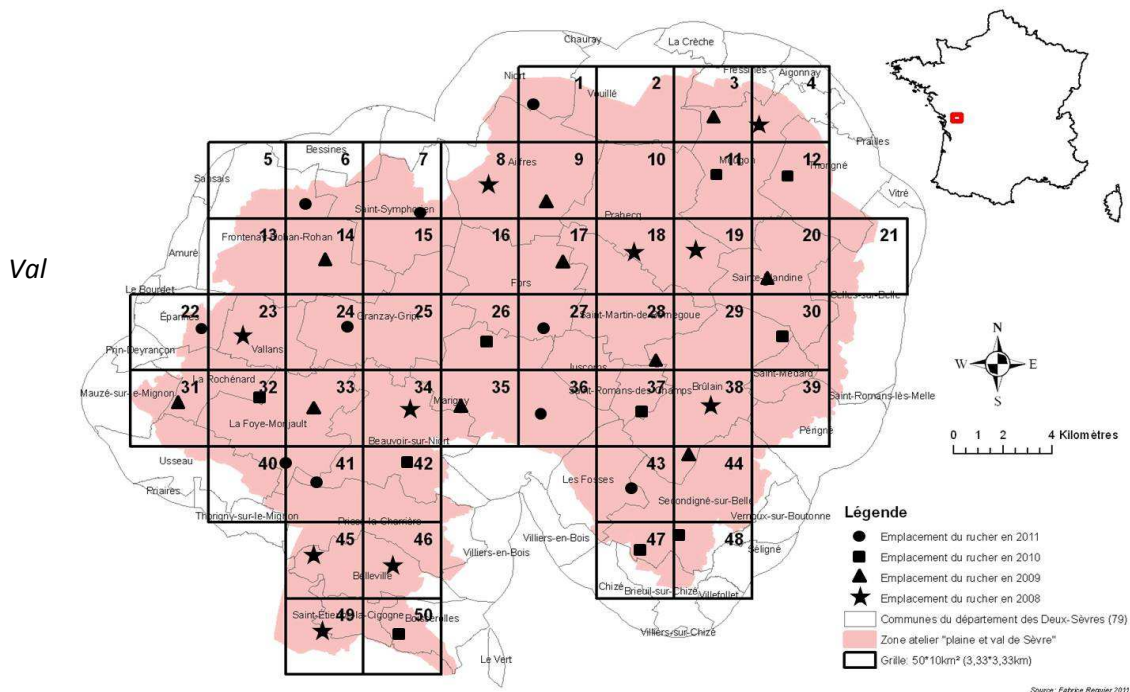 Chauray
La Crèche
Niort
1
Vouillé
2
Fressines
3
Aigonnay
4
Prailles
5
Bessines
6
7
8
Aiffres
9
10
Mougon
11
12
Thorigné
Sansais
Saint-Symphorien
Vitré
Frontenay-Rohan-Rohan
13
14
15
16
17
Prahecq
18
19
20
21
Amuré
Val
Fors
Sainte-Blandine
Celles-sur-Belle
Le Bourdet
Épannes
22
23
24
Granzay-Gript
25
26
27
28
29
30
Saint-Martin-de-Bernegoue
Prin-Deyrançon
Vallans
Juscorps
La Rochénard
Saint-Médard
Mauzé-sur-le-Mignon
31
32
33
34
35
36
37
38
39
Saint-Romans-des-Champs
Brûlain
Marigny
Saint-Romans-lès-Melle
La Foye-Monjault
Beauvoir-sur-Niort
Périgné
Usseau
40
41
42
43
44
Les Fosses
Priaires
Secondigné-sur-Belle
Thorigny-sur-le-Mignon
Prissé-la-Charrière
Vernoux-sur-Boutonne
45
46
47
48
Villiers-en-Bois
Villiers-en-Bois
Séligné
Belleville
Chizé
Brieuil-sur-Chizé
Villefollet
Saint-Etienne-la-Cigogne
49
50
Boisserolles
Villiers-sur-Chizé
Le Vert
N
W E
S
0 1 2 4 Kilomètres
Légende
Emplacement du rucher en 2011
Emplacement du rucher en 2010
Emplacement du rucher en 2009
Emplacement du rucher en 2008
Communes du département des Deux-Sèvres (79)
Zone atelier "plaine et val de Sèvre"
Grille: 50*10km² (3,33*3,33km)
Source: Fabrice Requier 2011